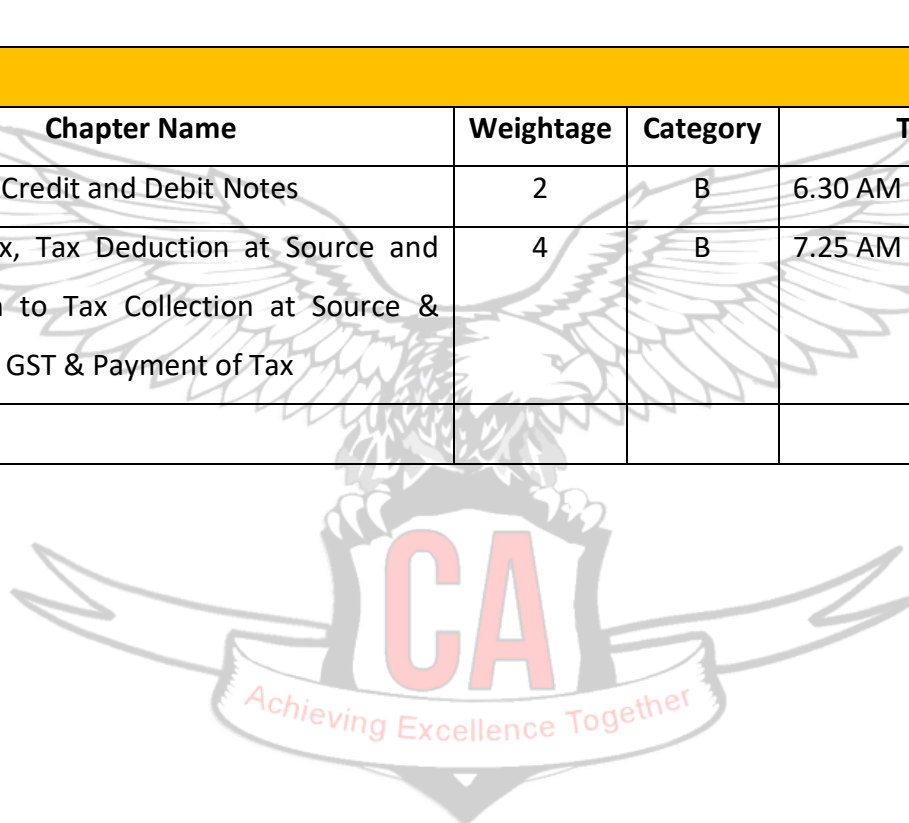 Chapter Name Weightage Category T
Credit and Debit Notes 2 B 6.30 AM
x, Tax Deduction at Source and 4 B 7.25 AM
to Tax Collection at Source &
GST & Payment of Tax
CA
Achieving Excellence Together